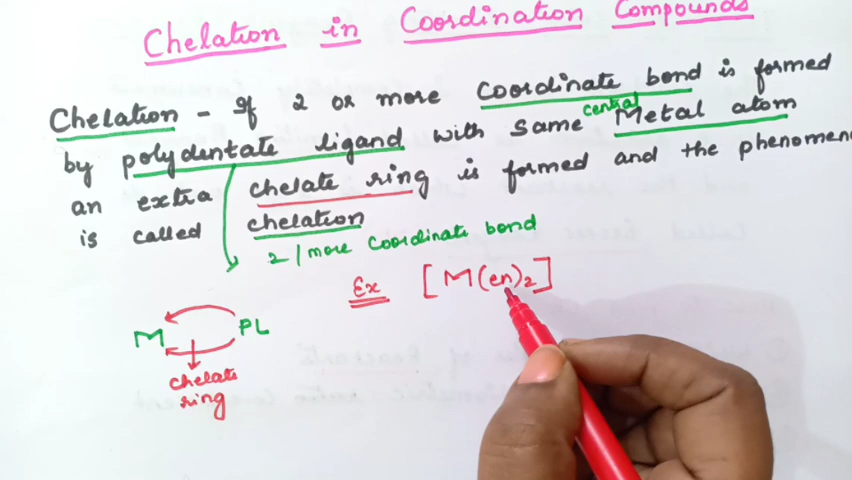 Chelation in Coordination Compounds
Chelation - If 2 or more coordinate bond is formed
central
by polydentate ligand with same Metal atom
an extra chelate ring is formed and the phenomen
is called chelation
2/more coordinate bond
Ex [M(en)2]
M PL
chelate
ring